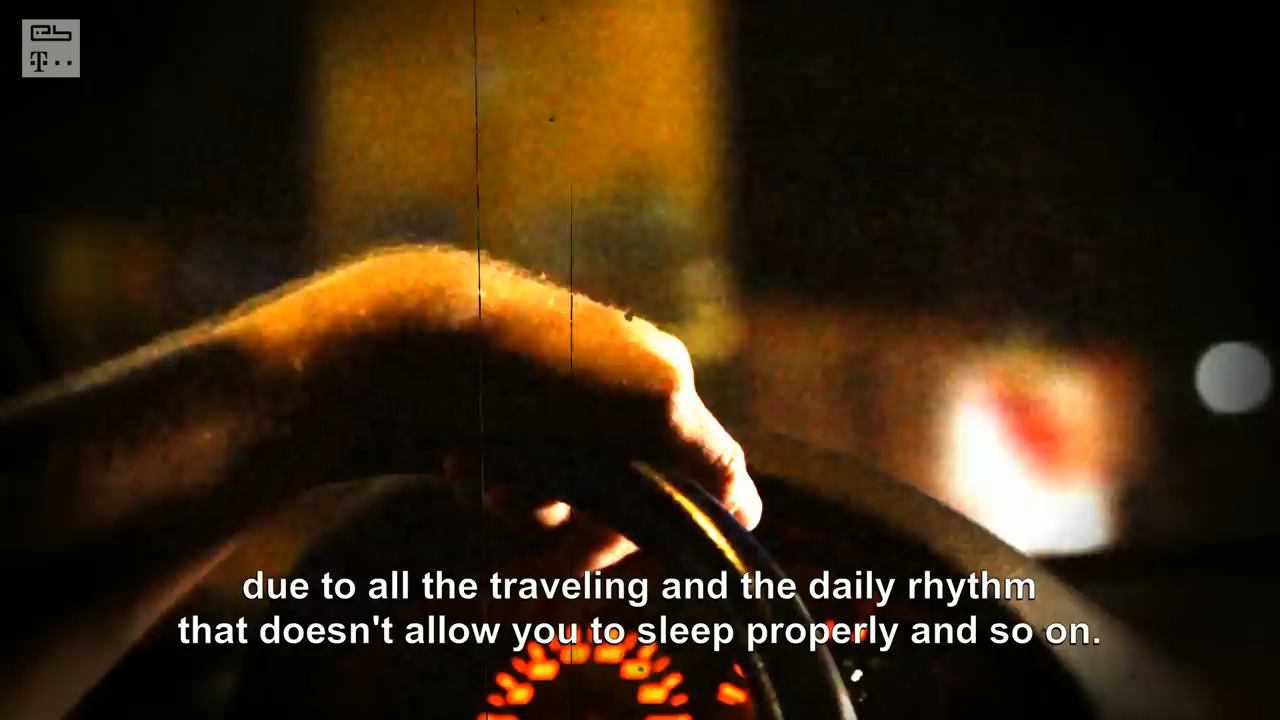 eb
T··
due to all the traveling and the daily rhythm
that doesn't allow you to sleep properly and so on.